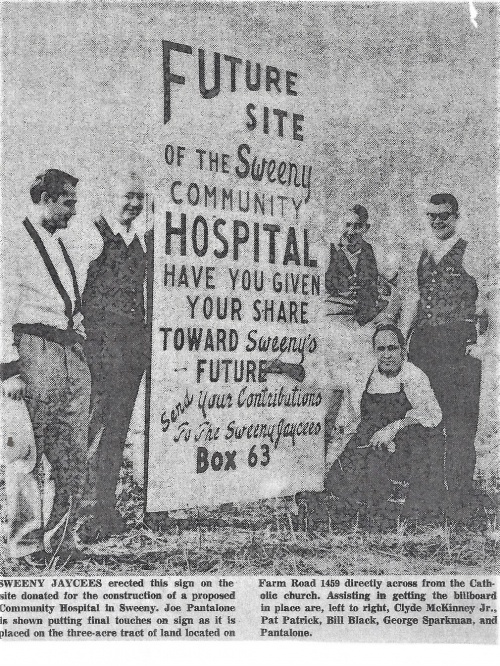 FUTURE
SITE
OF THE Sweeny
COMMUNITY
HOSPITAL
HAVE YOU GIVEN
YOUR SHARE
TOWARD Sweeny's
FUTURE
Send Your Contributions
To The Sweeny Jaycees
Box 63
SWEENY JAYCEES erected this sign on the
site donated for the construction of a proposed
Community Hospital in Sweeny. Joe Pantalone
is shown putting final touches on sign as it is
placed on the three-acre tract of land located on
Farm Road 1459 directly across from the Cath-
olic church. Assisting in getting the billboard
in place are, left to right, Clyde McKinney Jr.,
Pat Patrick, Bill Black, George Sparkman, and
Pantalone.